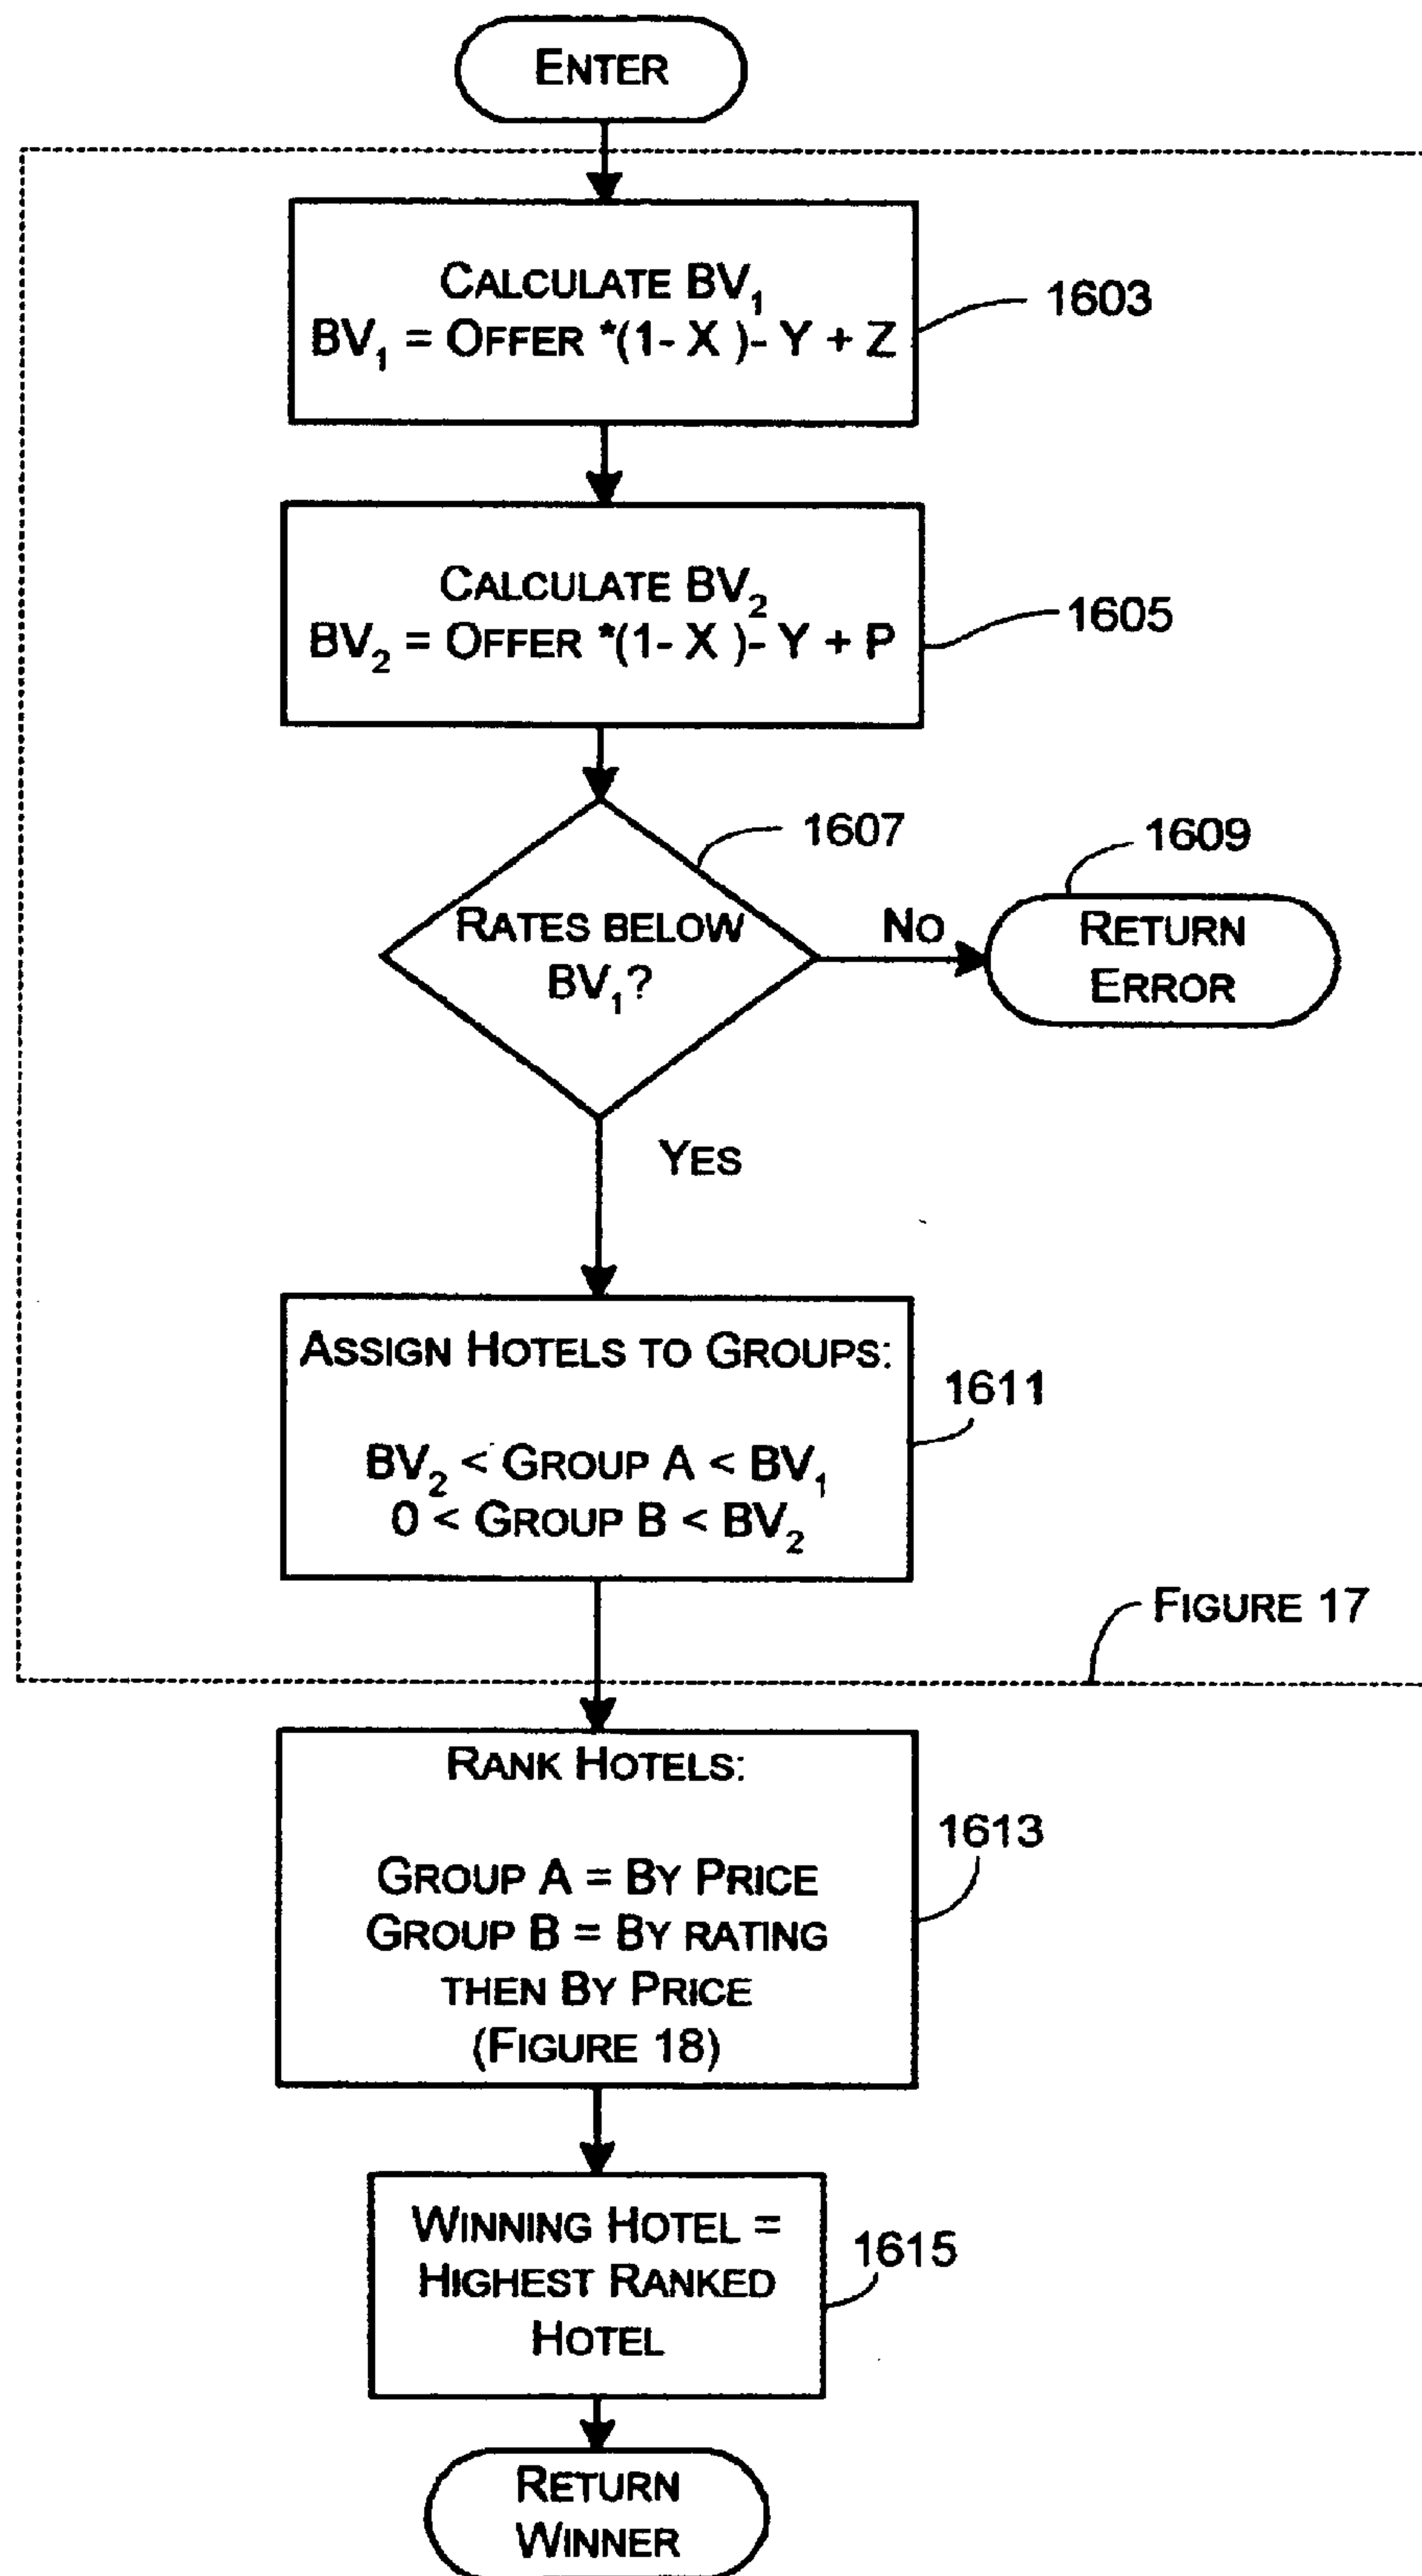 ENTER
CALCULATE BV₁
BV₁ = OFFER *(1- X )- Y + Z
1603
CALCULATE BV₂
BV₂ = OFFER *(1- X )- Y + P
1605
1607
RATES BELOW
BV₁?
NO
1609
RETURN
ERROR
YES
ASSIGN HOTELS TO GROUPS:
BV₂ < GROUP A < BV₁
0 < GROUP B < BV₂
1611
FIGURE 17
RANK HOTELS:
GROUP A = BY PRICE
GROUP B = BY RATING
THEN BY PRICE
(FIGURE 18)
1613
WINNING HOTEL =
HIGHEST RANKED
HOTEL
1615
RETURN
WINNER